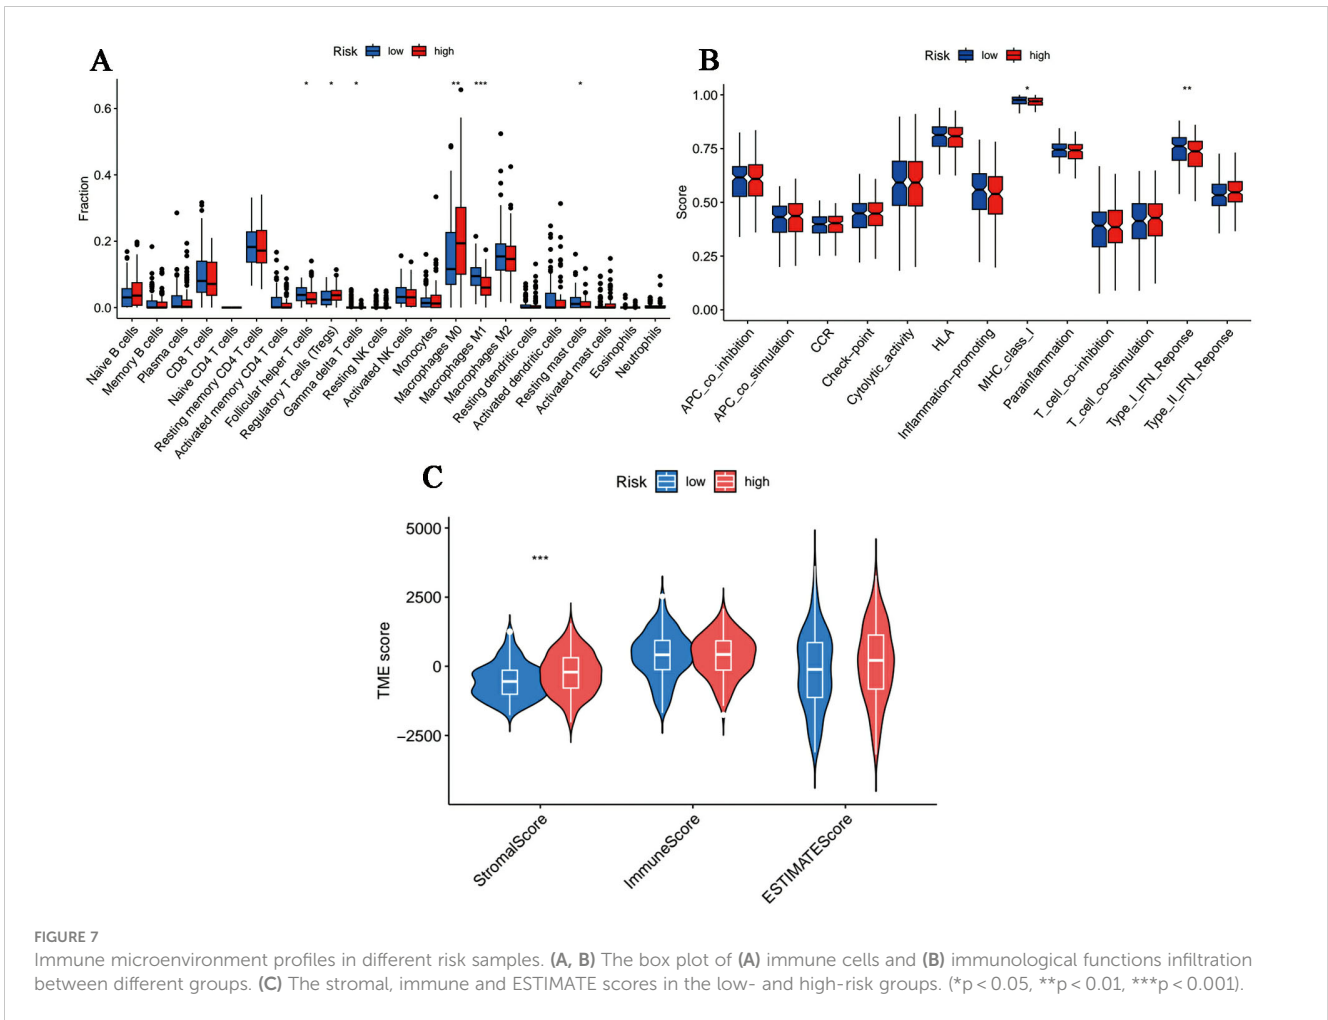 A
Risk low high
* * * ** *** *
Fraction
0.6
0.4
0.2
0.0
Naive B cells
Memory B cells
Plasma cells
CD8 T cells
Naive CD4 T cells
Resting memory CD4 T cells
Activated memory CD4 T cells
Follicular helper T cells
Regulatory T cells (Tregs)
Gamma delta T cells
Resting NK cells
Activated NK cells
Monocytes
Macrophages M0
Macrophages M1
Macrophages M2
Resting dendritic cells
Activated dendritic cells
Resting mast cells
Activated mast cells
Eosinophils
Neutrophils
B
Risk low high
* **
Score
1.00
0.75
0.50
0.25
0.00
APC_co_inhibition
APC_co_stimulation
CCR
Check-point
Cytolytic_activity
HLA
Inflammation-promoting
MHC_class_I
Parainflammation
T_cell_co-inhibition
T_cell_co-stimulation
Type_I_IFN_Reponse
Type_II_IFN_Reponse
C
Risk low high
***
TME score
5000
2500
0
−2500
StromalScore
ImmuneScore
ESTIMATEScore
FIGURE 7
Immune microenvironment profiles in different risk samples. (A, B) The box plot of (A) immune cells and (B) immunological functions infiltration
between different groups. (C) The stromal, immune and ESTIMATE scores in the low- and high-risk groups. (*p < 0.05, **p < 0.01, ***p < 0.001).